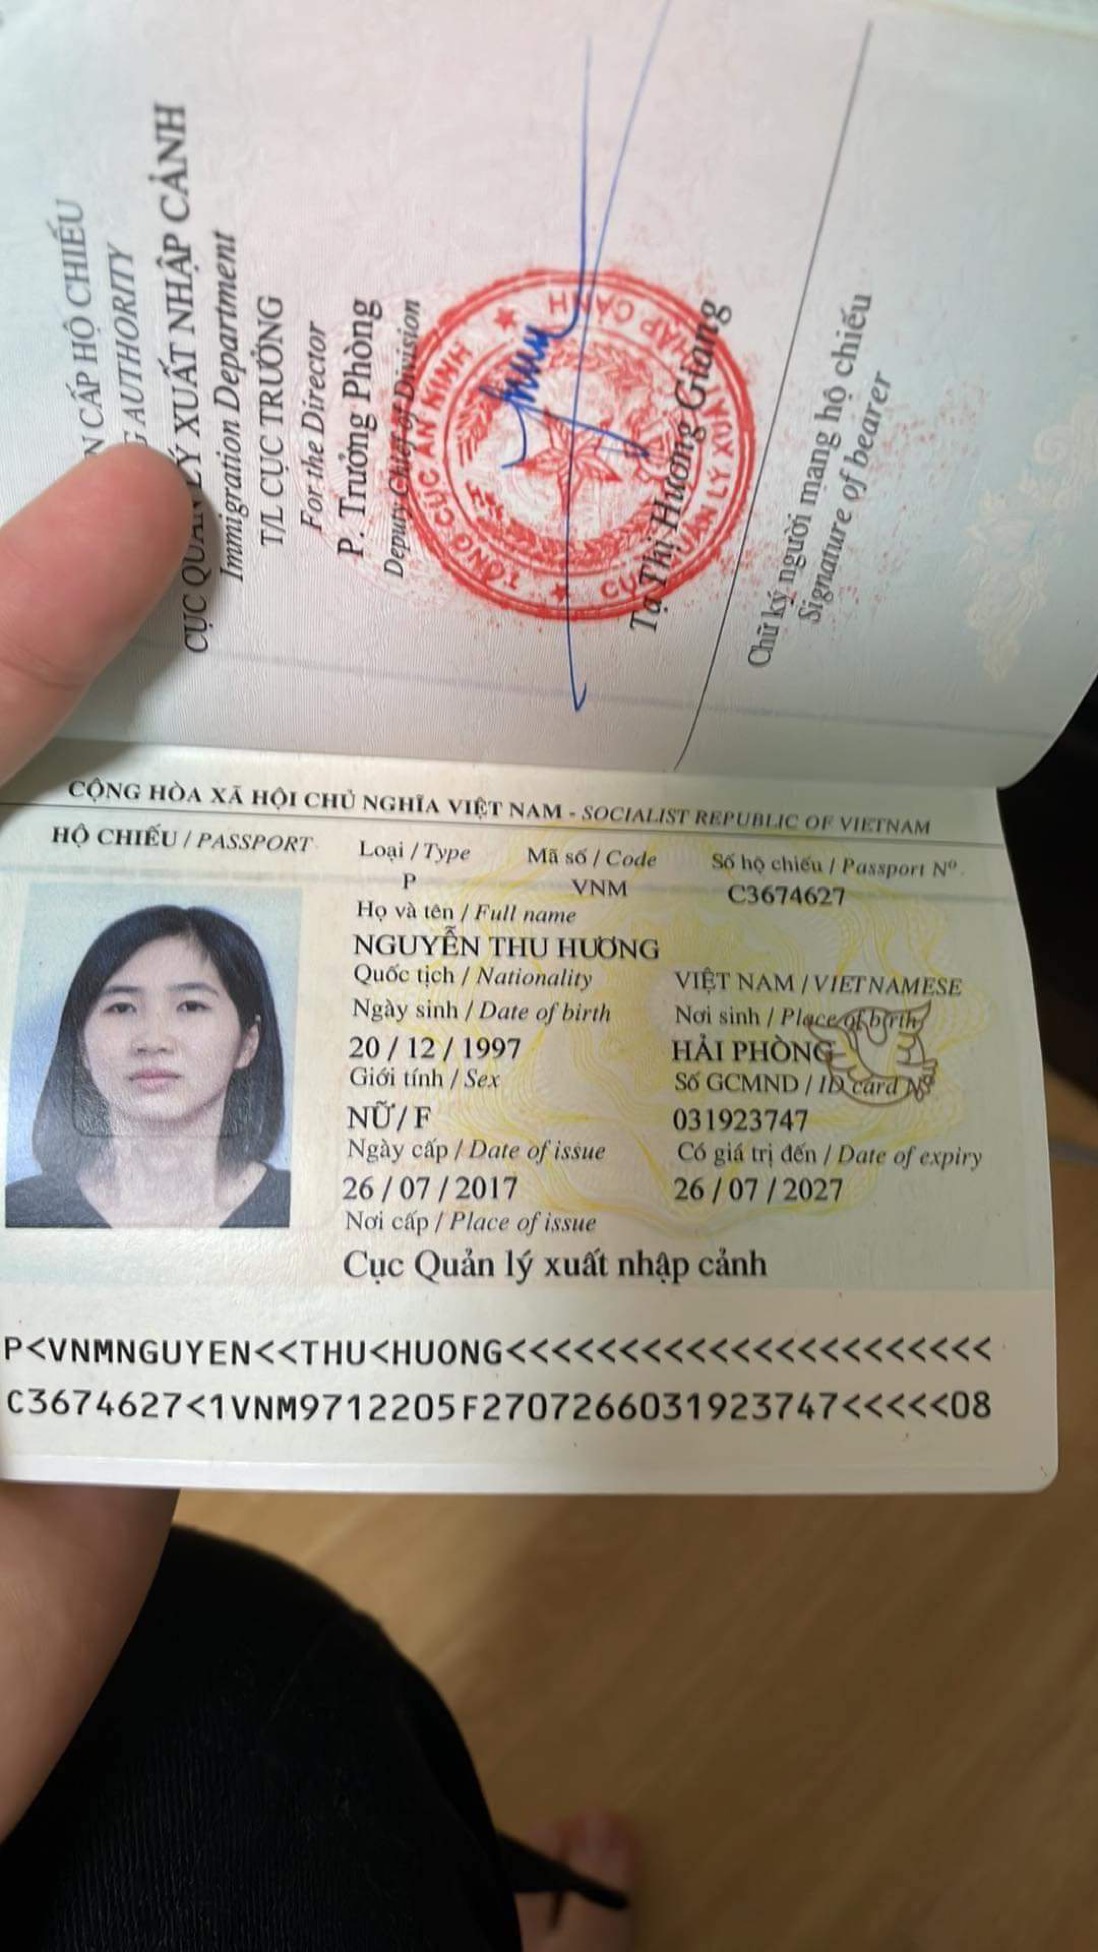 N CẤP HỘ CHIẾU
AUTHORITY
CỤC QUẢN LÝ XUẤT NHẬP CẢNH
Immigration Department
T/L CỤC TRƯỞNG
For the Director
P. Trưởng Phòng
Deputy Chief of Division
TỔNG CỤC AN NINH
CỤC QUẢN LÝ XUẤT NHẬP CẢNH
Tạ Thị Hương Giang
Chữ ký người mang hộ chiếu
Signature of bearer
CỘNG HÒA XÃ HỘI CHỦ NGHĨA VIỆT NAM - SOCIALIST REPUBLIC OF VIETNAM
HỘ CHIẾU / PASSPORT Loại / Type Mã số / Code Số hộ chiếu / Passport Nº
P VNM C3674627
Họ và tên / Full name
NGUYỄN THU HƯƠNG
Quốc tịch / Nationality VIỆT NAM / VIETNAMESE
Ngày sinh / Date of birth Nơi sinh / Place of birth
20 / 12 / 1997 HẢI PHÒNG
Giới tính / Sex Số GCMND / ID card Nº
NỮ / F 031923747
Ngày cấp / Date of issue Có giá trị đến / Date of expiry
26 / 07 / 2017 26 / 07 / 2027
Nơi cấp / Place of issue
Cục Quản lý xuất nhập cảnh
P<VNMNGUYEN<<THU<HUONG<<<<<<<<<<<<<<<<<<<<<<
C3674627<1VNM9712205F2707266031923747<<<<<08